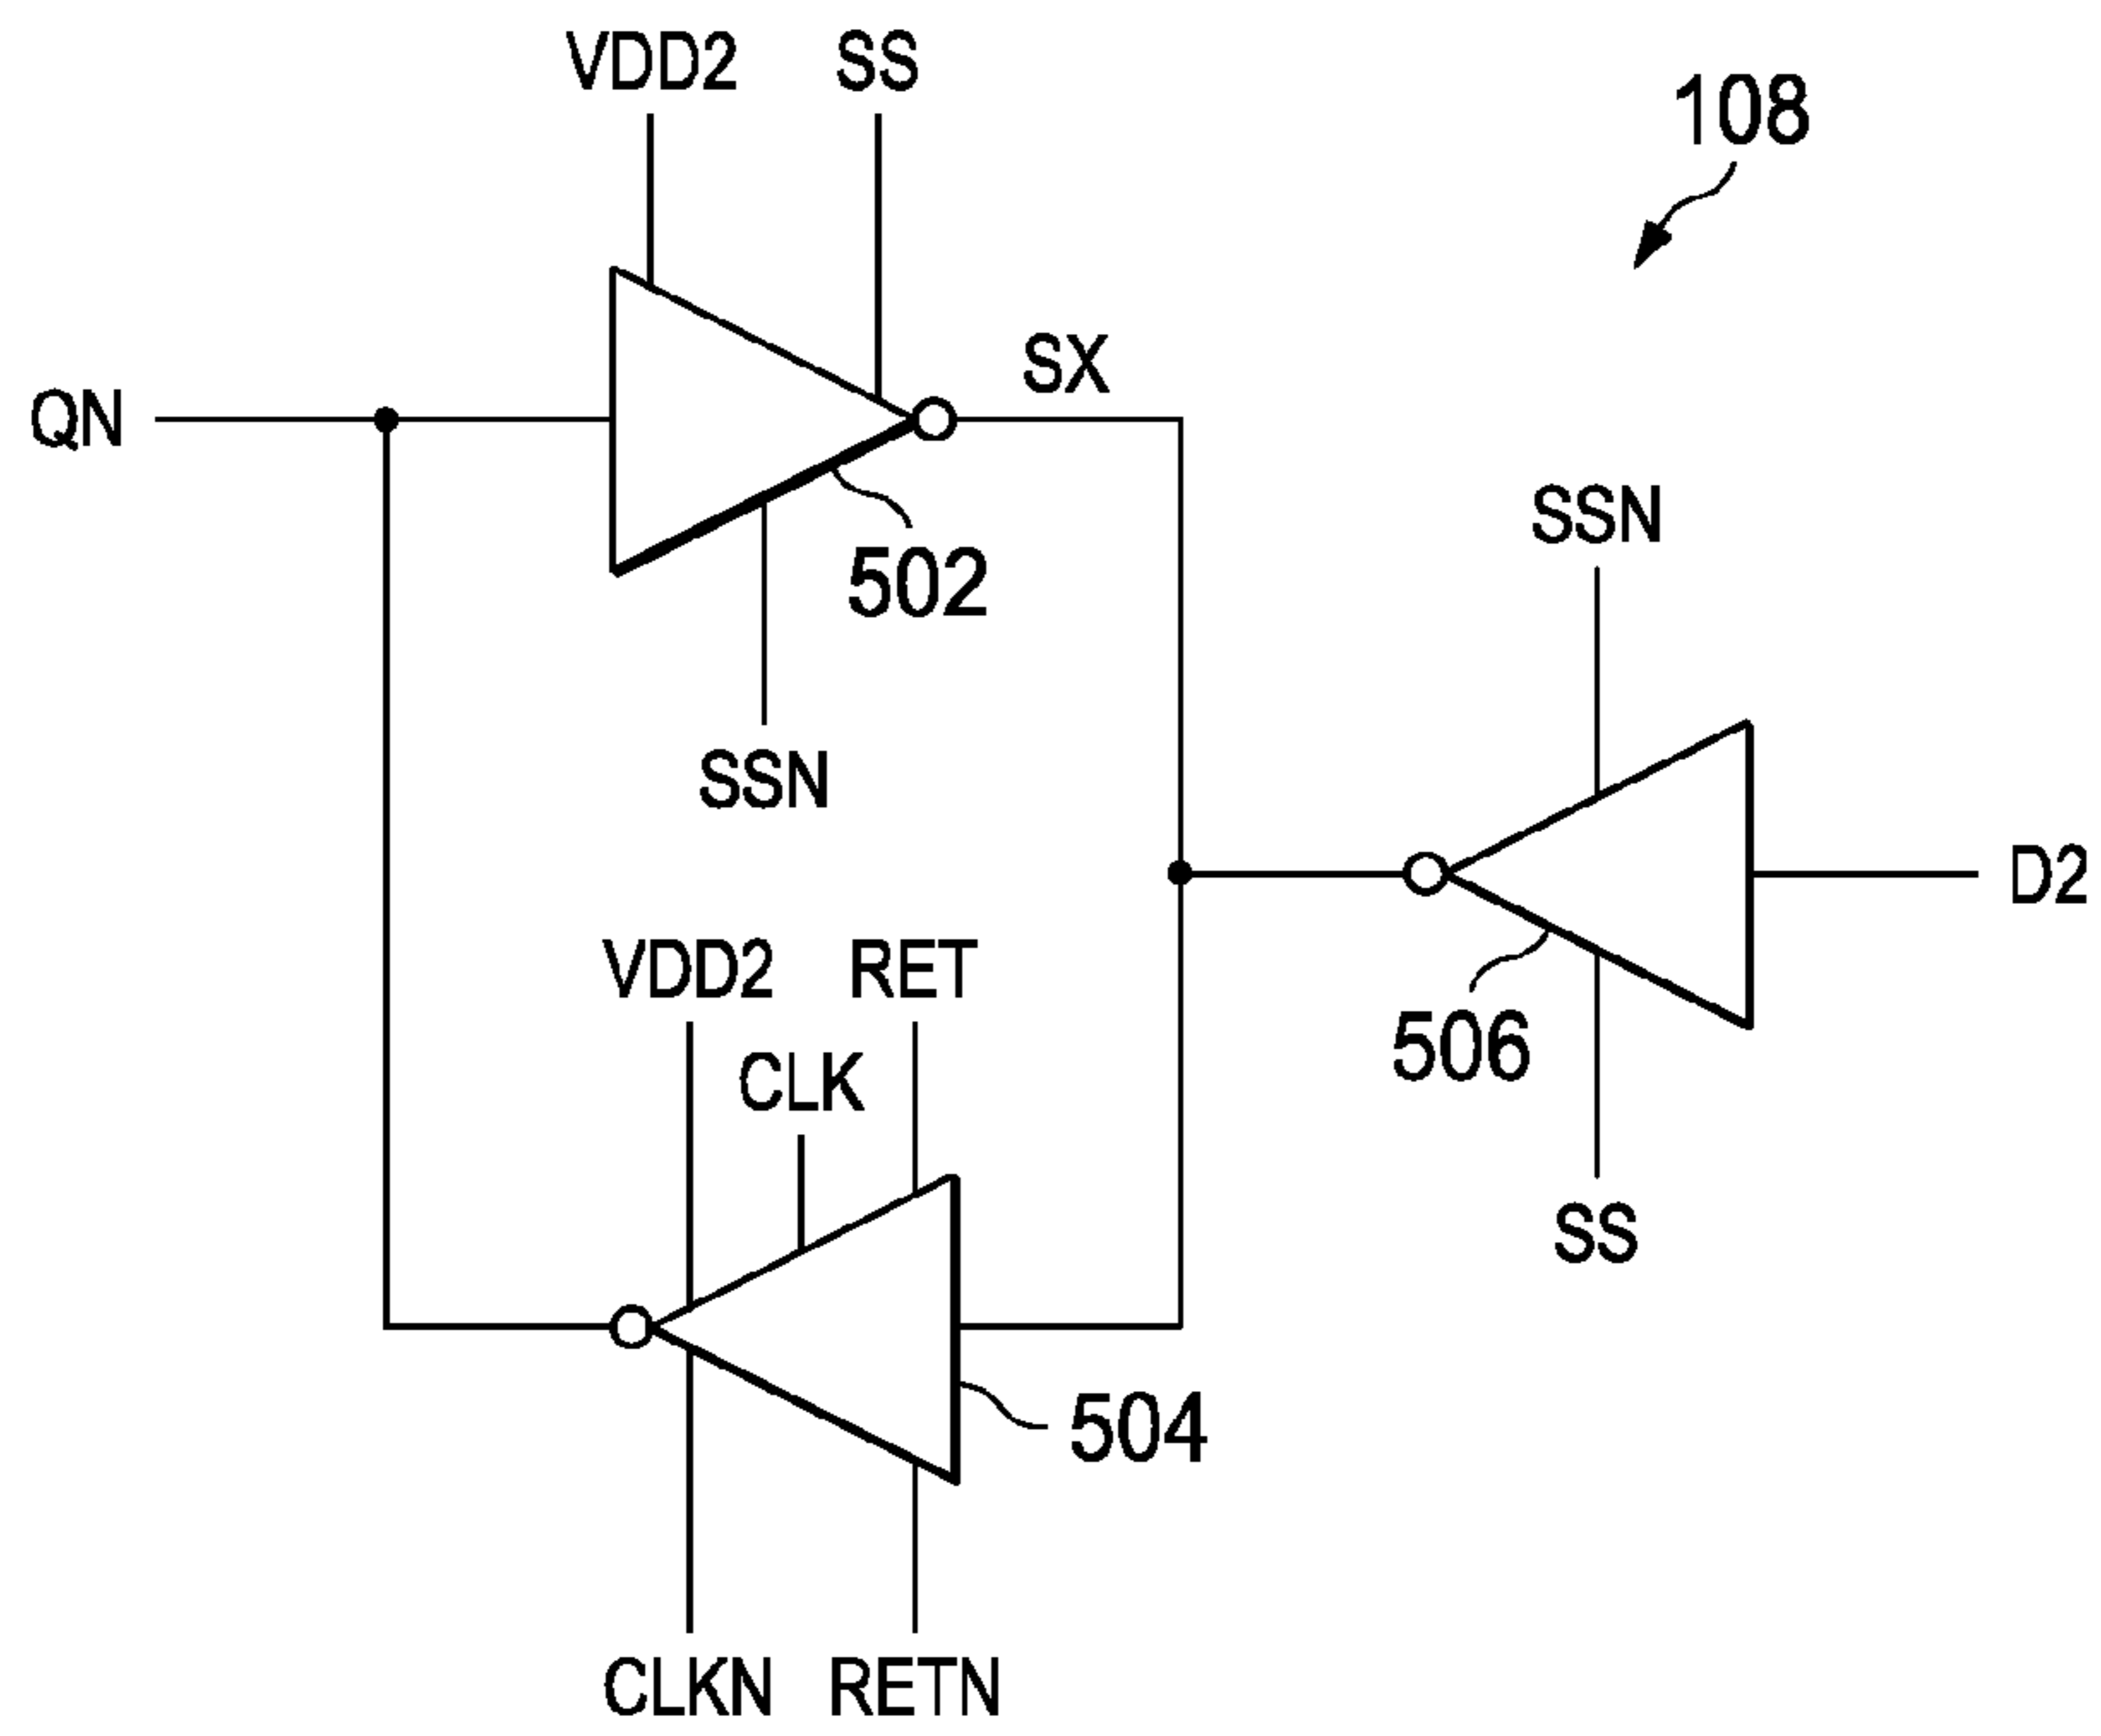 VDD2 SS
108
SX
QN
SSN
502
SSN
D2
VDD2 RET
506
CLK
SS
504
CLKN RETN